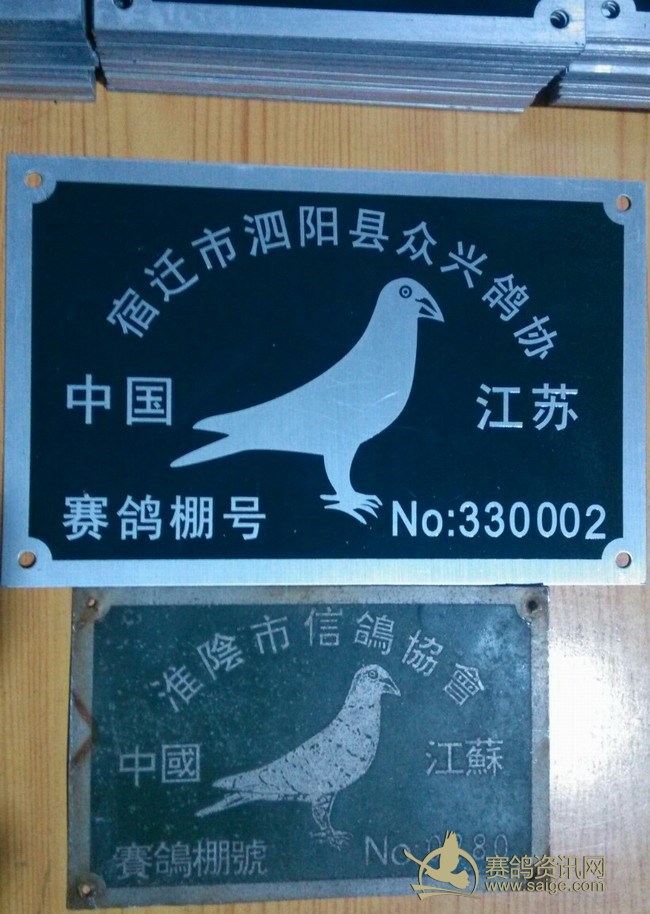 宿迁市泗阳县众兴鸽协
中国 江苏
赛鸽棚号 No:330002
淮陰市信鴿協會
中國 江蘇
賽鴿棚號 No:0080
赛鸽资讯网
www.saige.com